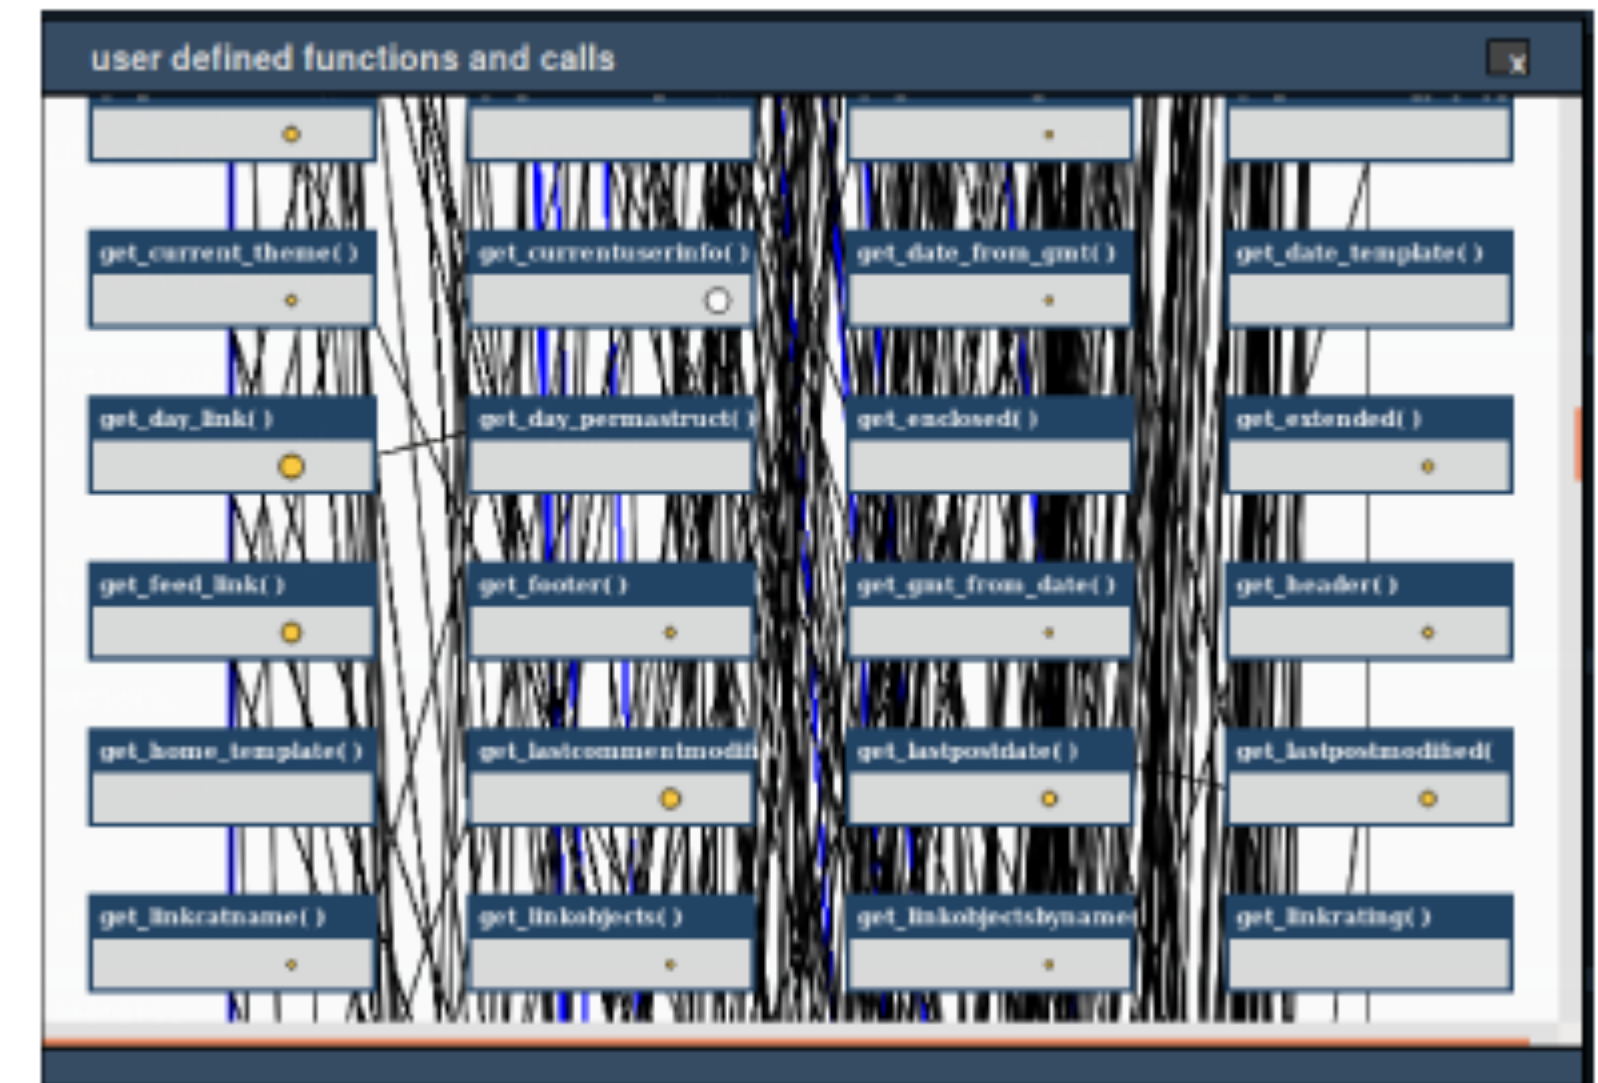 user defined functions and calls
x
get_current_theme( )
get_currentuserinfo( )
get_date_from_gmt( )
get_date_template( )
get_day_link( )
get_day_permastruct( )
get_enclosed( )
get_extended( )
get_feed_link( )
get_footer( )
get_gmt_from_date( )
get_header( )
get_home_template( )
get_lastcommentmodifi
get_lastpostdate( )
get_lastpostmodified(
get_linkcatname( )
get_linkobjects( )
get_linkobjectsbyname(
get_linkrating( )